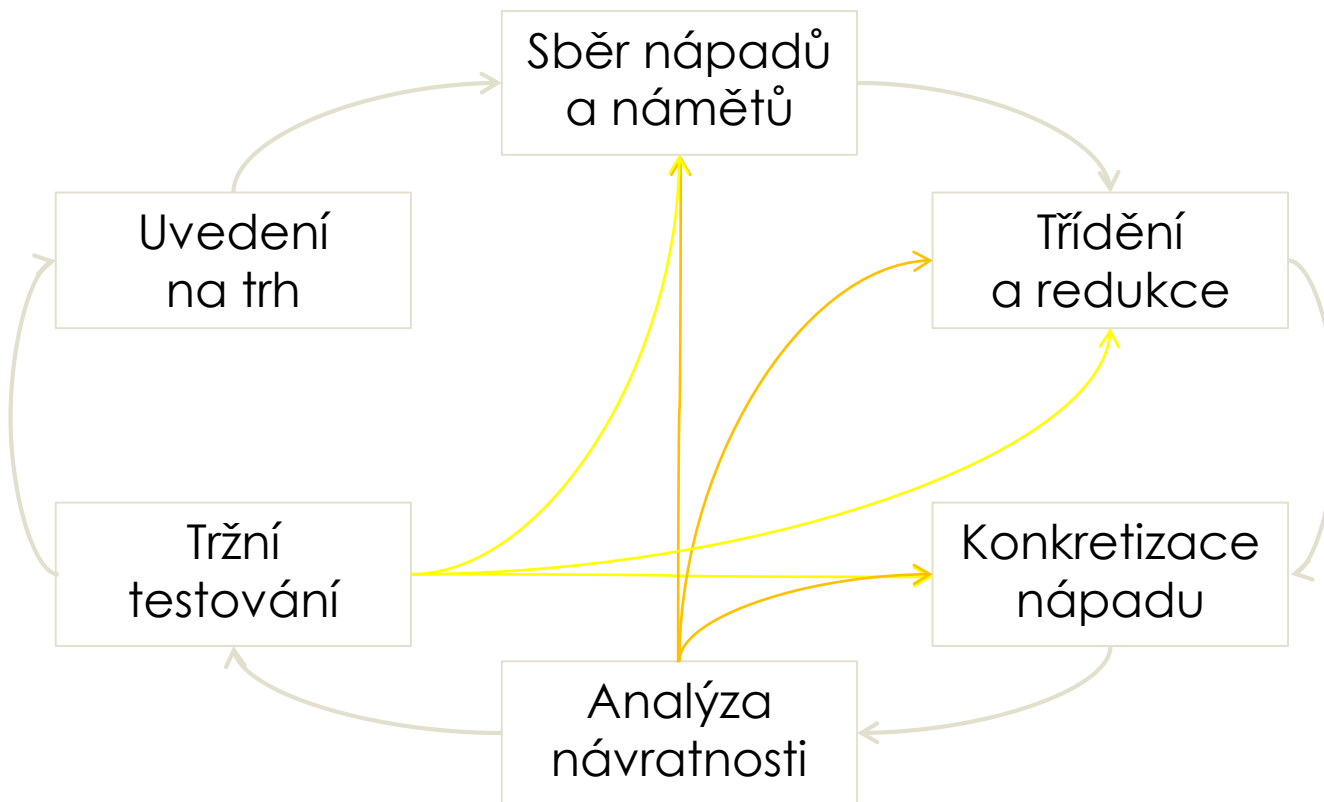 Sběr nápadů
a námětů
Uvedení
na trh
Třídění
a redukce
Tržní
testování
Konkretizace
nápadu
Analýza
návratnosti